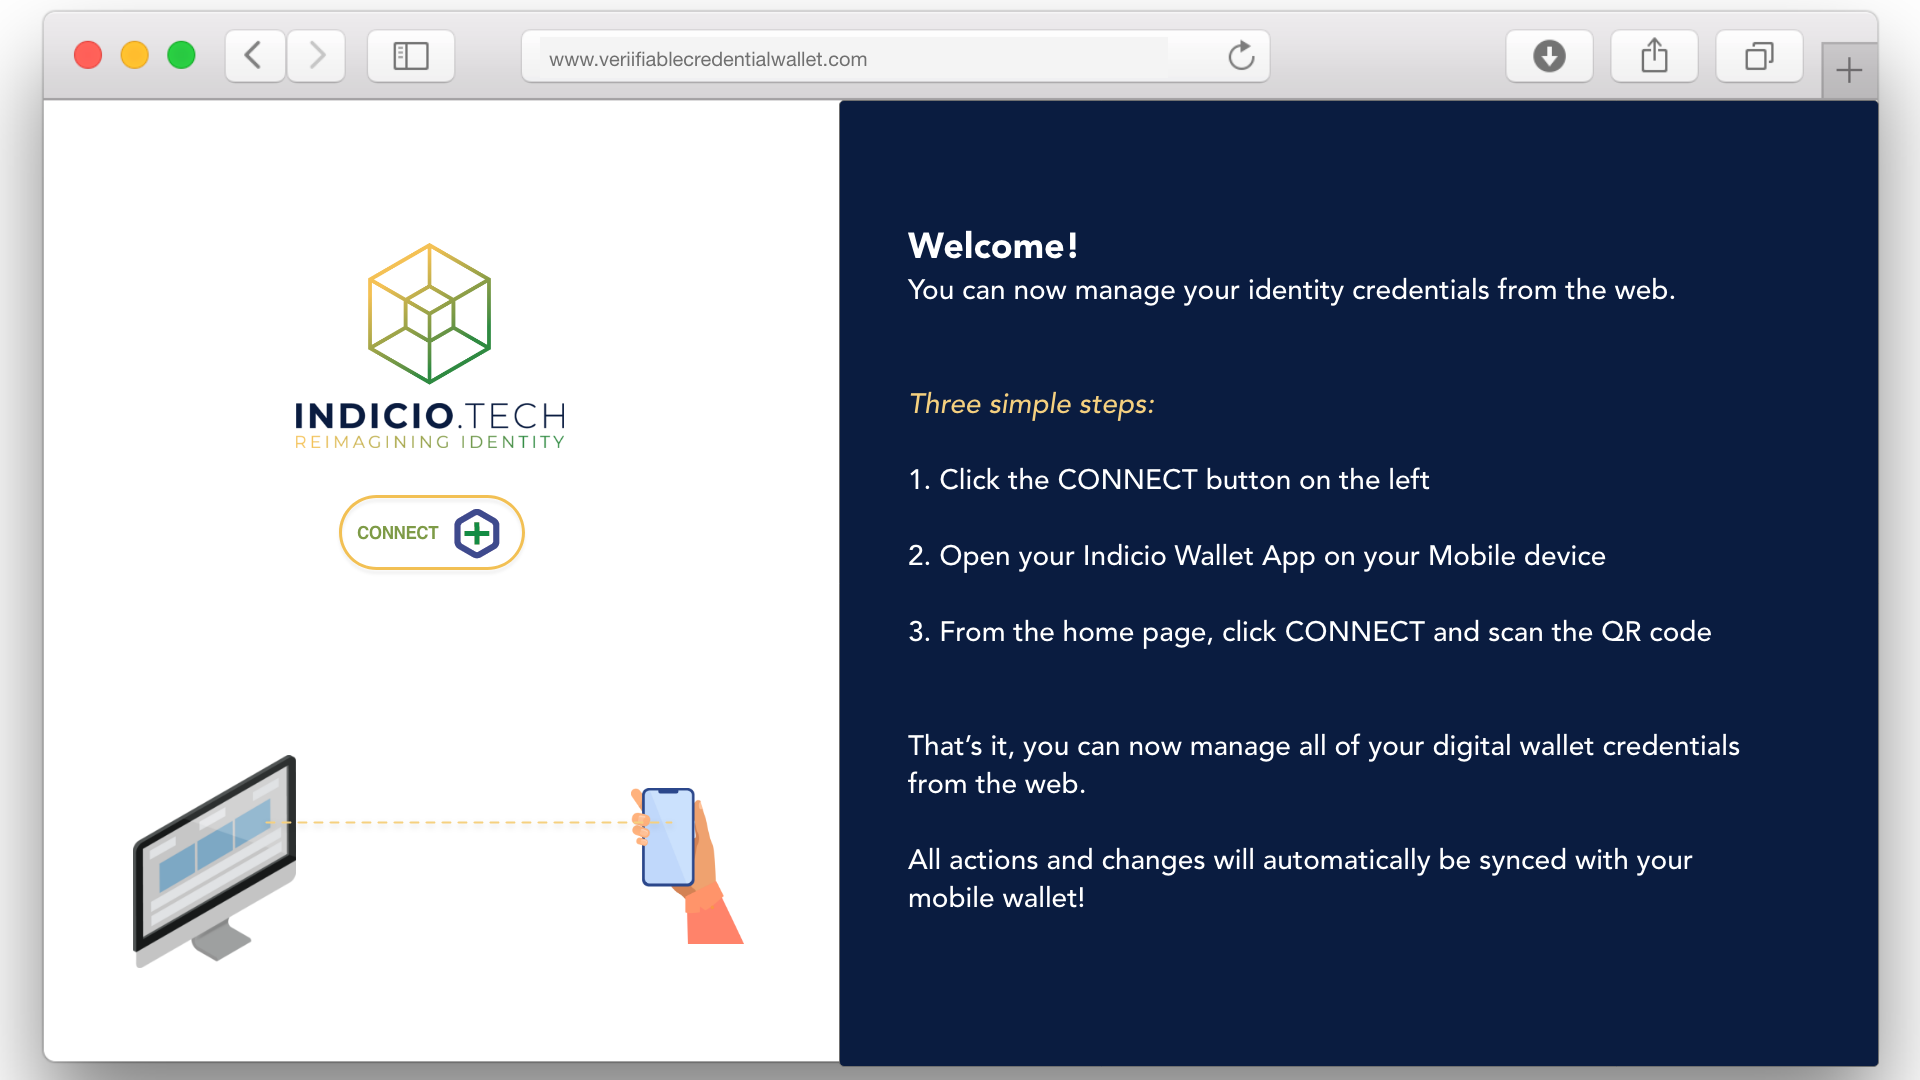 www.veriifiablecredentialwallet.com
INDICIO.TECH
REIMAGINING IDENTITY
CONNECT
Welcome!
You can now manage your identity credentials from the web.
Three simple steps:
1. Click the CONNECT button on the left
2. Open your Indicio Wallet App on your Mobile device
3. From the home page, click CONNECT and scan the QR code
That’s it, you can now manage all of your digital wallet credentials
from the web.
All actions and changes will automatically be synced with your
mobile wallet!